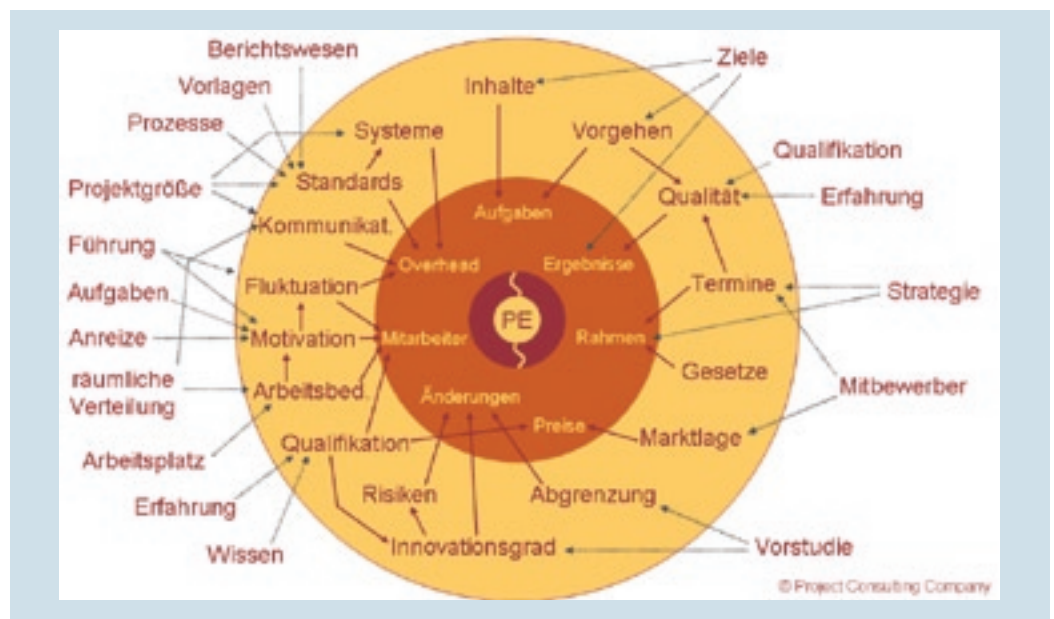 Berichtswesen
Ziele
Vorlagen
Inhalte
Prozesse
Systeme
Vorgehen
Qualifikation
Projektgröße
Standards
Qualität
Erfahrung
Aufgaben
Kommunikat.
Führung
Overhead
Ergebnisse
Fluktuation
Termine
Strategie
Aufgaben
PE
Anreize
Motivation
Mitarbeiter
Rahmen
räumliche
Verteilung
Arbeitsbed.
Änderungen
Gesetze
Mitbewerber
Preise
Qualifikation
Marktlage
Arbeitsplatz
Risiken
Abgrenzung
Erfahrung
Wissen
Innovationsgrad
Vorstudie
© Project Consulting Company